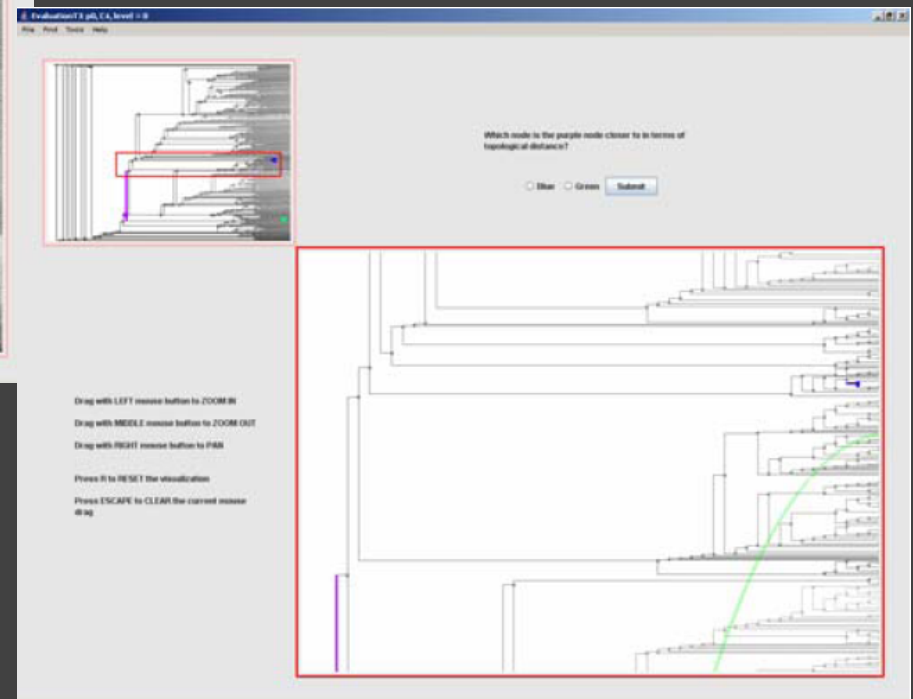 EvaluationTX p0, C4, level = 0
File Find Tools Help
Which node is the purple node closer to in terms of
topological distance?
Blue Green Submit
Drag with LEFT mouse button to ZOOM IN
Drag with MIDDLE mouse button to ZOOM OUT
Drag with RIGHT mouse button to PAN
Press R to RESET the visualization
Press ESCAPE to CLEAR the current mouse
drag